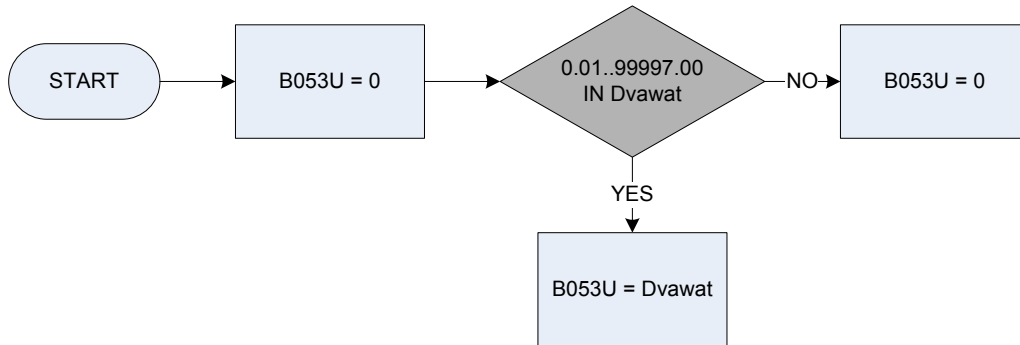 START
B053U = 0
0.01..99997.00
IN Dvawat
NO
B053U = 0
YES
B053U = Dvawat